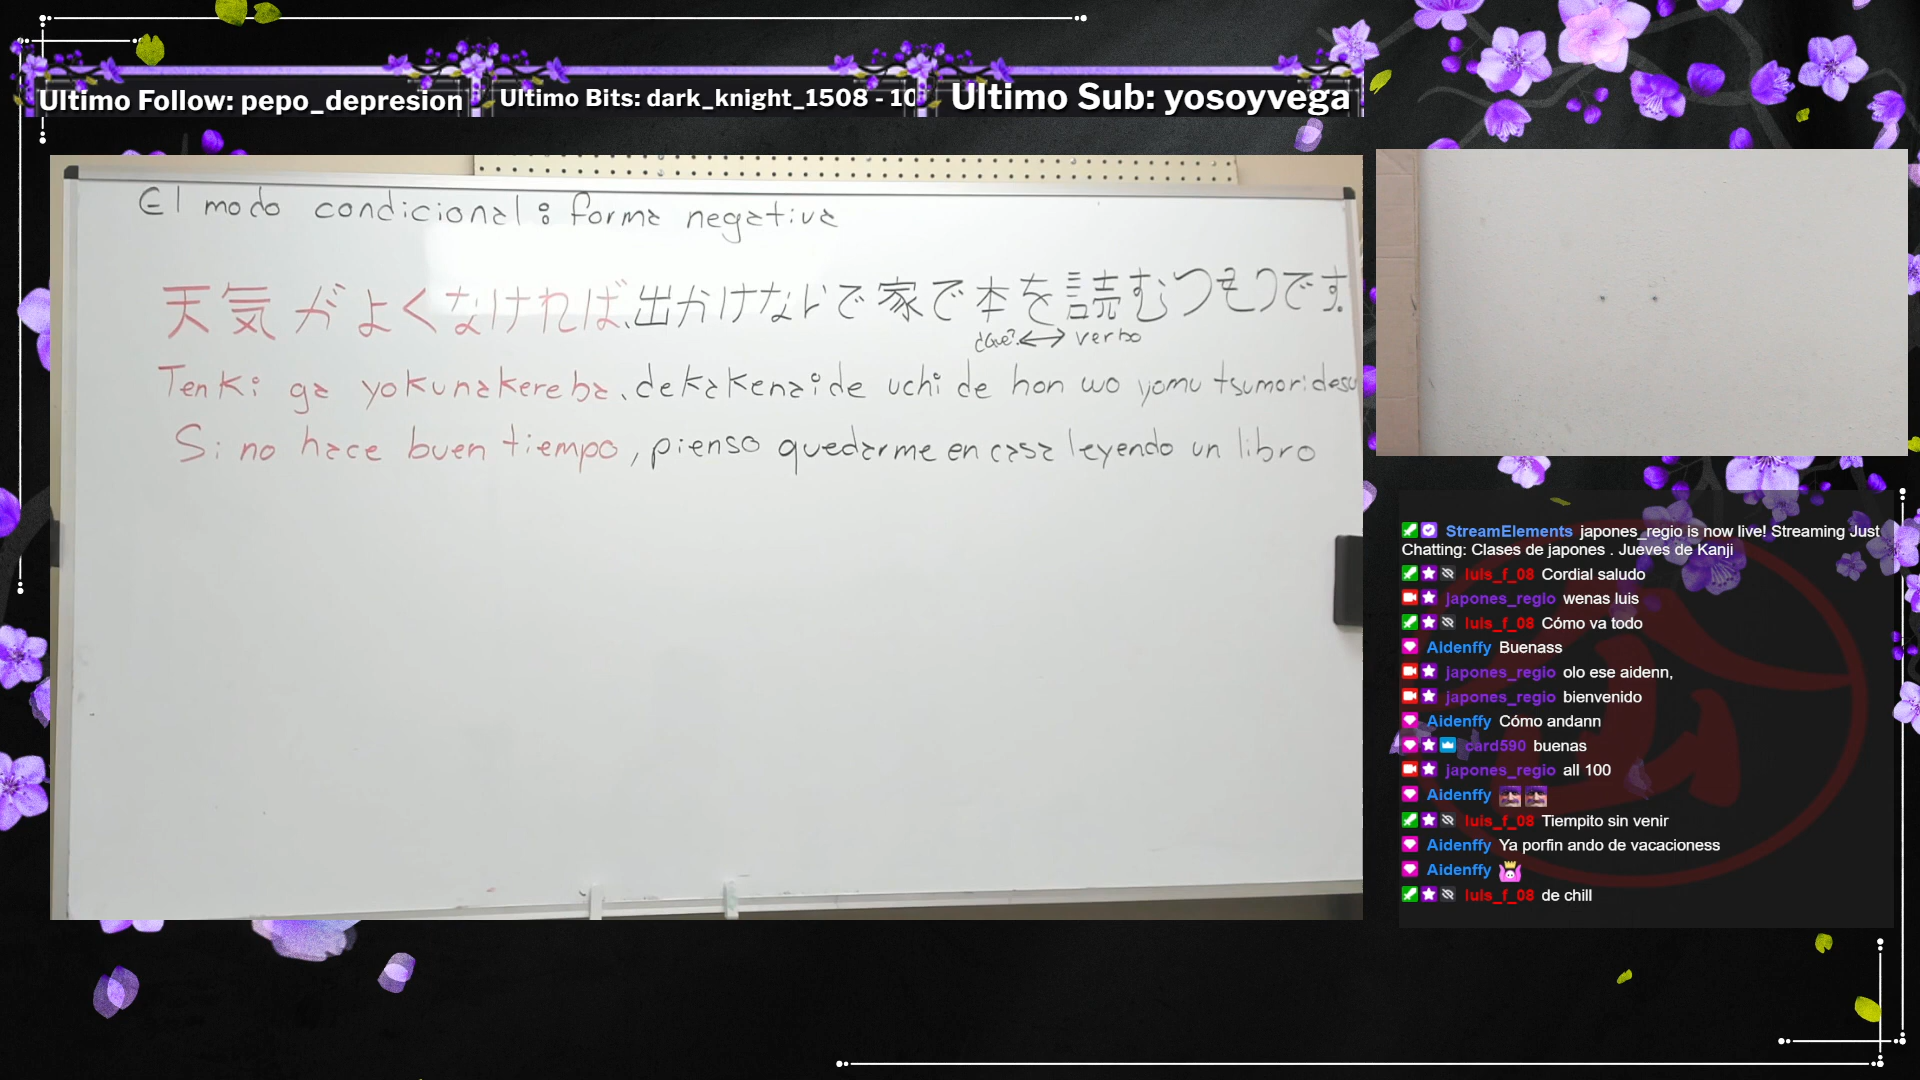 Ultimo Follow: pepo_depresion
Ultimo Bits: dark_knight_1508 - 10
Ultimo Sub: yosoyvega
El modo condicional: forma negativa
天気がよくなければ、出かけないで家で本を読むつもりです。
¿Que? ↔ verbo
Tenki ga yokunakereba、dekakenaide uchi de hon wo yomu tsumoridesu
Si no hace buen tiempo, pienso quedarme en casa leyendo un libro
StreamElements japones_regio is now live! Streaming Just
Chatting: Clases de japones . Jueves de Kanji
luis_f_08 Cordial saludo
japones_regio wenas luis
luis_f_08 Cómo va todo
Aidenffy Buenass
japones_regio olo ese aidenn,
japones_regio bienvenido
Aidenffy Cómo andann
card590 buenas
japones_regio all 100
Aidenffy
luis_f_08 Tiempito sin venir
Aidenffy Ya porfin ando de vacacioness
Aidenffy
luis_f_08 de chill